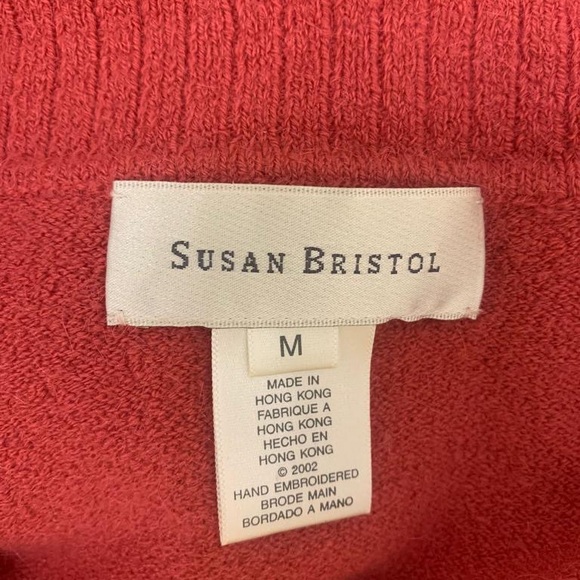 SUSAN BRISTOL
M
MADE IN
HONG KONG
FABRIQUE A
HONG KONG
HECHO EN
HONG KONG
© 2002
HAND EMBROIDERED
BRODE MAIN
BORDADO A MANO